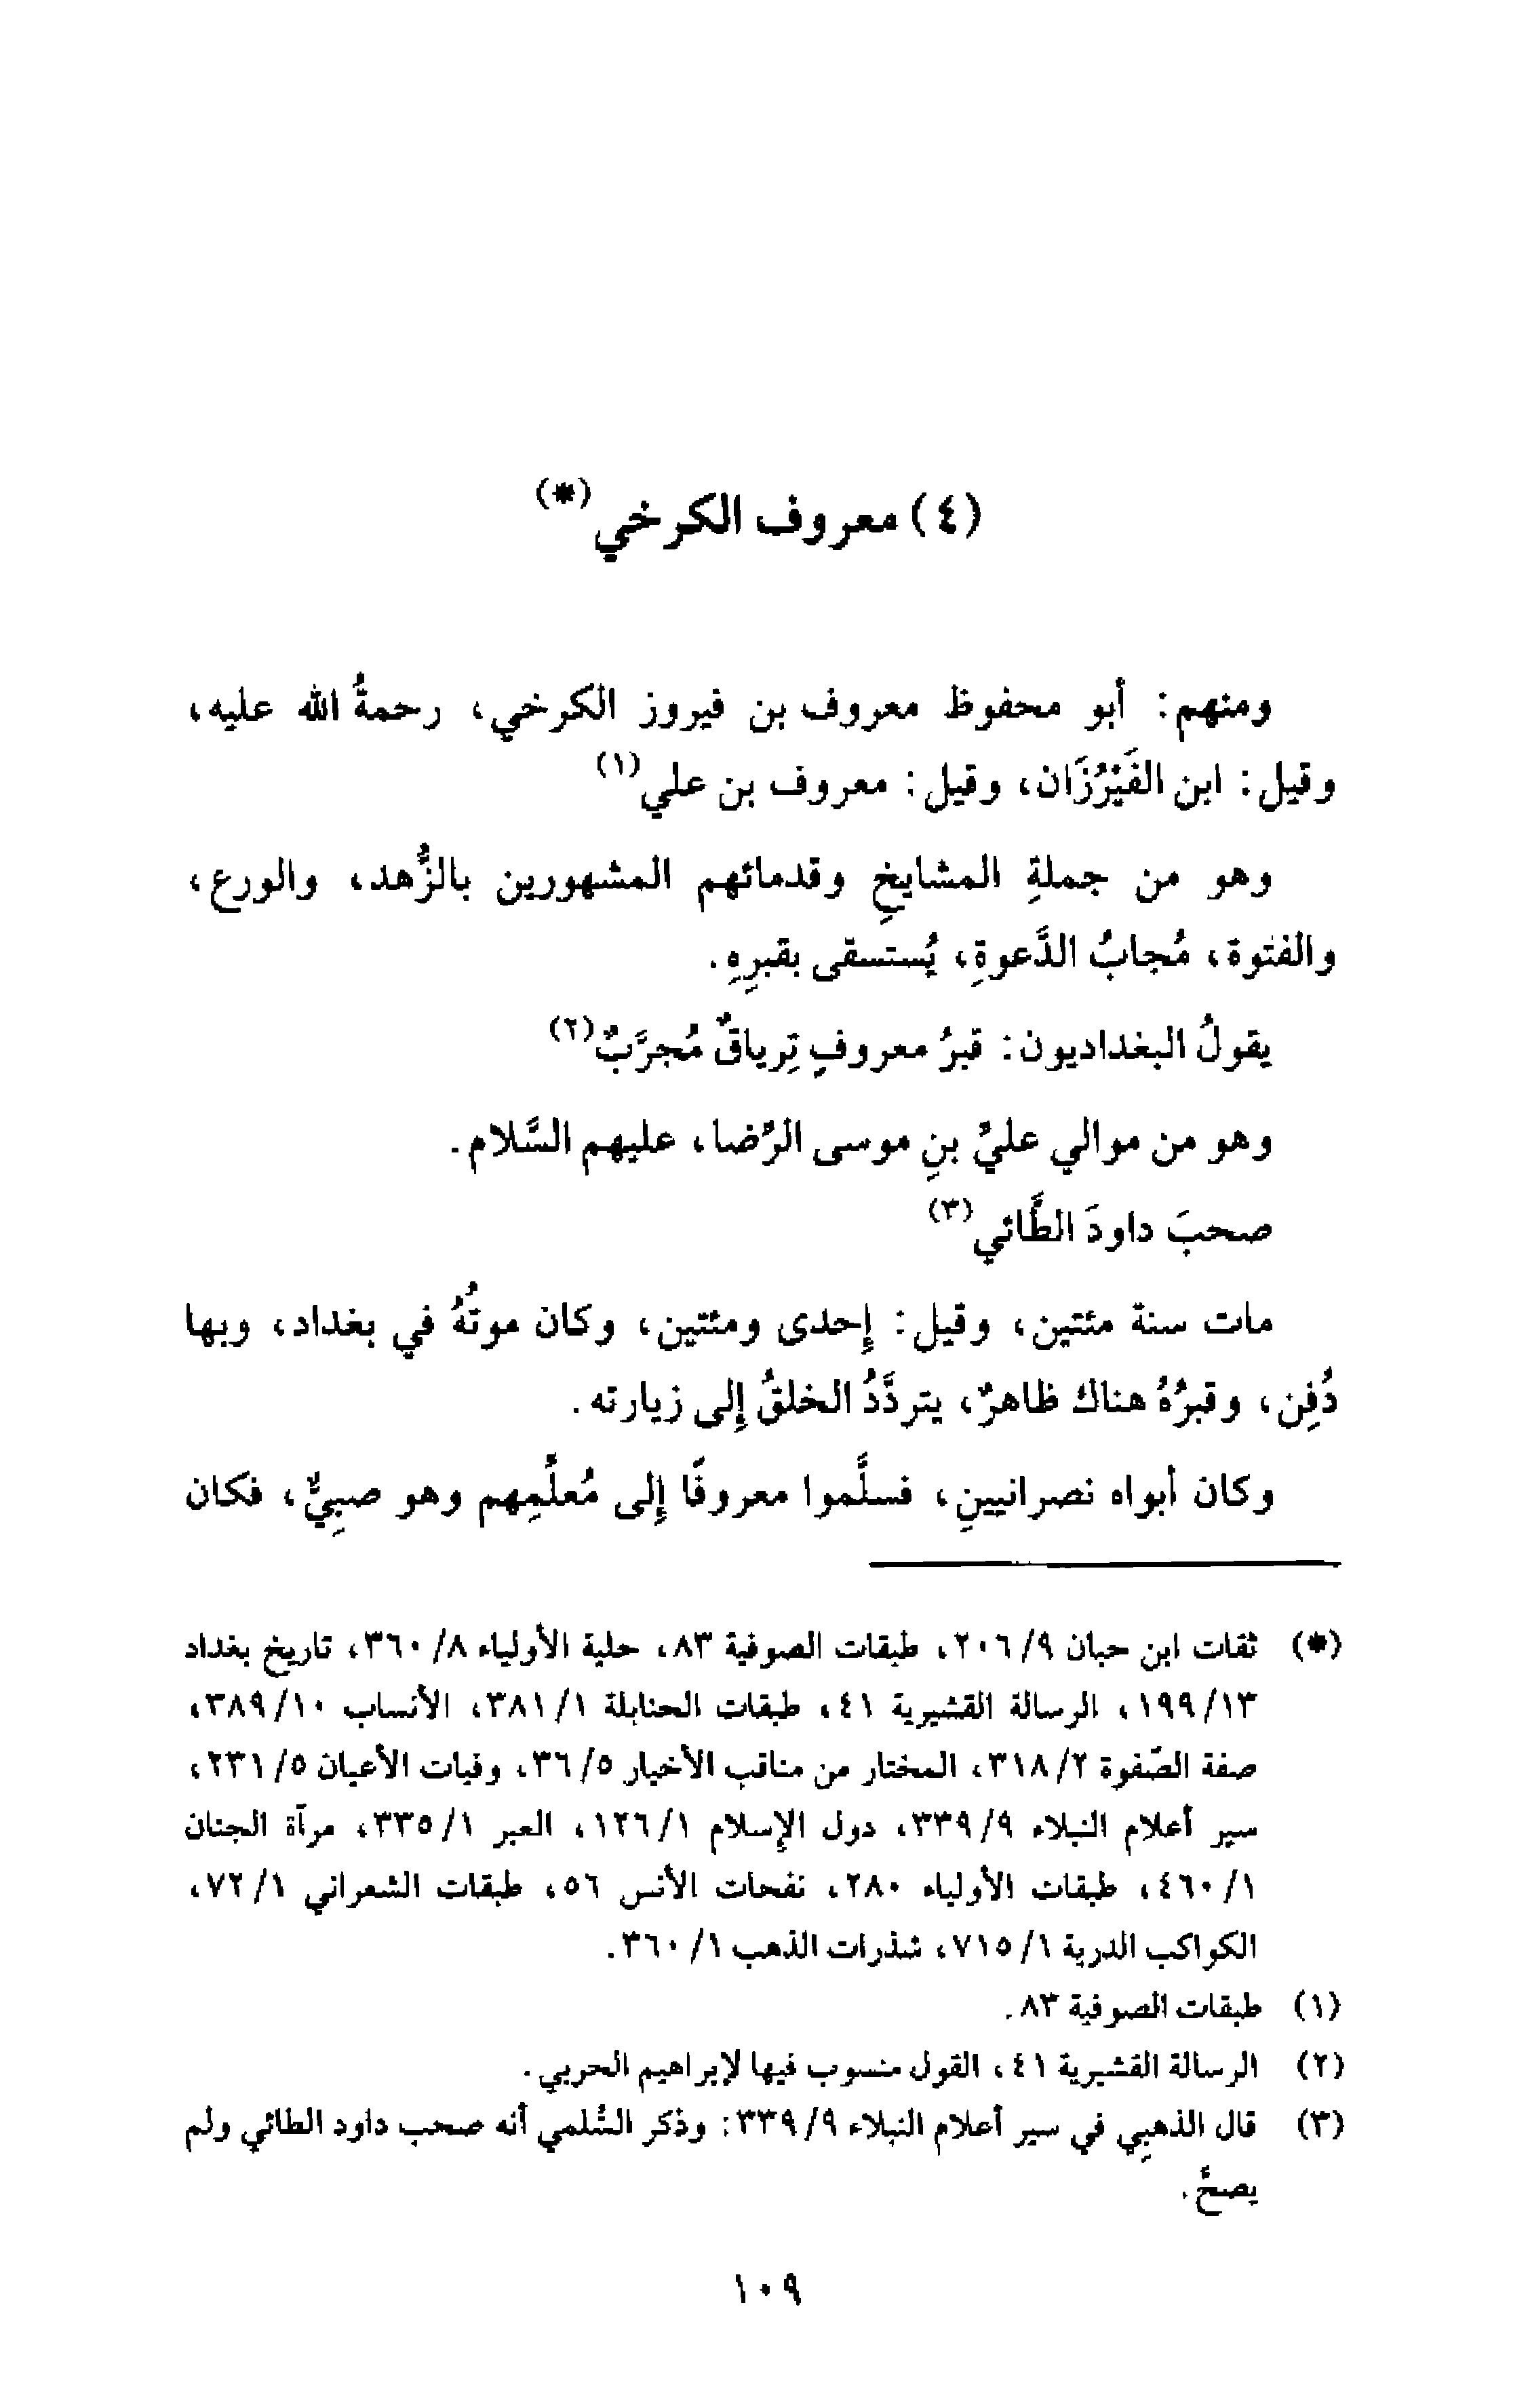 (٤) معروف الكرخي(*)
ومنهم: أبو محفوظ معروف بن فيروز الكرخي، رحمةُ الله عليه،
وقيل: ابن الفَيْرُزَان، وقيل: معروف بن علي(١)
وهو من جملةِ المشايخِ وقدمائهم المشهورين بالزُّهد، والورع،
والفتوة، مُجابُ الدَّعوةِ، يُستسقى بقبرِهِ.
يقولُ البغداديون: قبرُ معروفٍ تِرياقٌ مُجرَّبٌ(٢)
وهو من موالي عليِّ بنِ موسى الرِّضا، عليهم السَّلام.
صحبَ داودَ الطَّائي(٣)
مات سنة مئتين، وقيل: إحدى ومئتين، وكان موتُهُ في بغداد، وبها
دُفِن، وقبرُهُ هناك ظاهرٌ، يتردَّدُ الخلقُ إلى زيارته.
وكان أبواه نصرانيينِ، فسلَّموا معروفًا إلى مُعلِّمِهم وهو صبِيٌّ، فكان
(*) ثقات ابن حبان ٩/ ٢٠٦، طبقات الصوفية ٨٣، حلية الأولياء ٨/ ٣٦٠، تاريخ بغداد
١٣/ ١٩٩، الرسالة القشيرية ٤١، طبقات الحنابلة ١/ ٣٨١، الأنساب ١٠/ ٣٨٩،
صفة الصّفوة ٢/ ٣١٨، المختار من مناقب الأخيار ٥/ ٣٦، وفيات الأعيان ٥/ ٢٣١،
سير أعلام النبلاء ٩/ ٣٣٩، دول الإسلام ١/ ١٢٦، العبر ١/ ٣٣٥، مرآة الجنان
١/ ٤٦٠، طبقات الأولياء ٢٨٠، نفحات الأنس ٥٦، طبقات الشعراني ١/ ٧٢،
الكواكب الدرية ١/ ٧١٥، شذرات الذهب ١/ ٣٦٠.
(١) طبقات الصوفية ٨٣.
(٢) الرسالة القشيرية ٤١، القول منسوب فيها لإبراهيم الحربي.
(٣) قال الذهبي في سير أعلام النبلاء ٩/ ٣٣٩: وذكر السُّلمي أنه صحب داود الطائي ولم
يصحَّ.
١٠٩